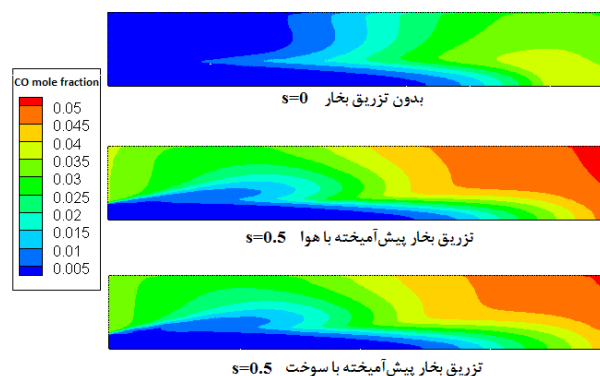 CO mole fraction
0.05
0.045
0.04
0.035
0.03
0.025
0.02
0.015
0.01
0.005
بدون تزریق بخار s=0
تزریق بخار پیش‌آمیخته با هوا s=0.5
تزریق بخار پیش‌آمیخته با سوخت s=0.5